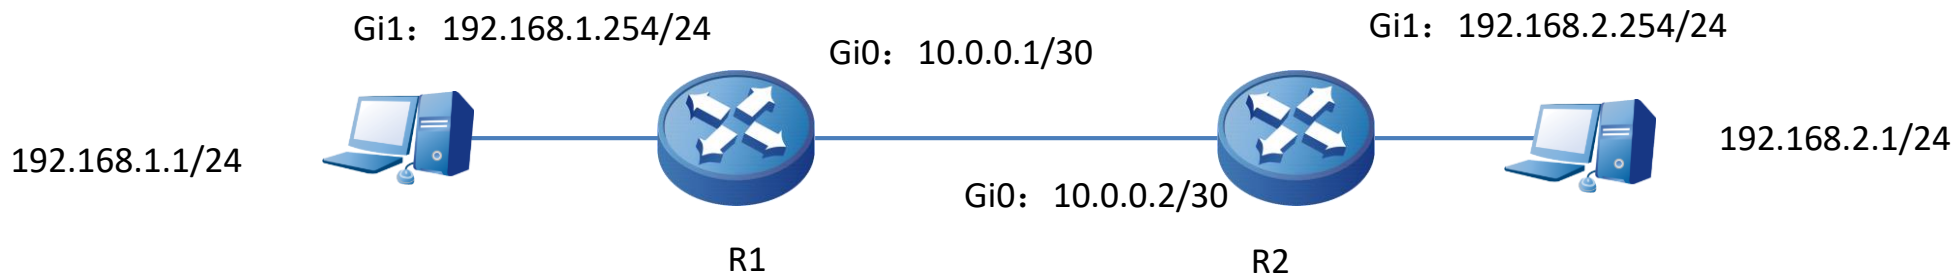 Gi1：192.168.1.254/24
Gi0：10.0.0.1/30
Gi1：192.168.2.254/24
192.168.1.1/24
192.168.2.1/24
Gi0：10.0.0.2/30
R1
R2